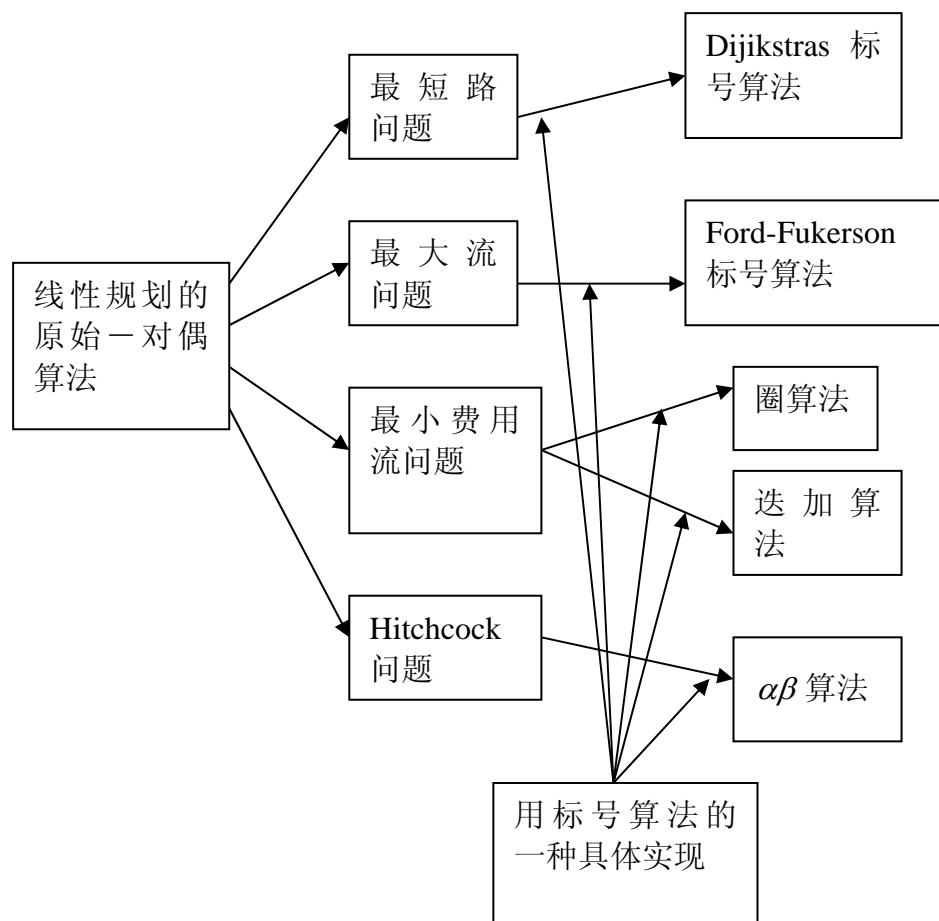 线性规划的
原始－对偶
算法
最短路
问题
最大流
问题
最小费用
流问题
Hitchcock
问题
Dijikstras 标
号算法
Ford-Fukerson
标号算法
圈算法
迭加算
法
αβ 算法
用标号算法的
一种具体实现